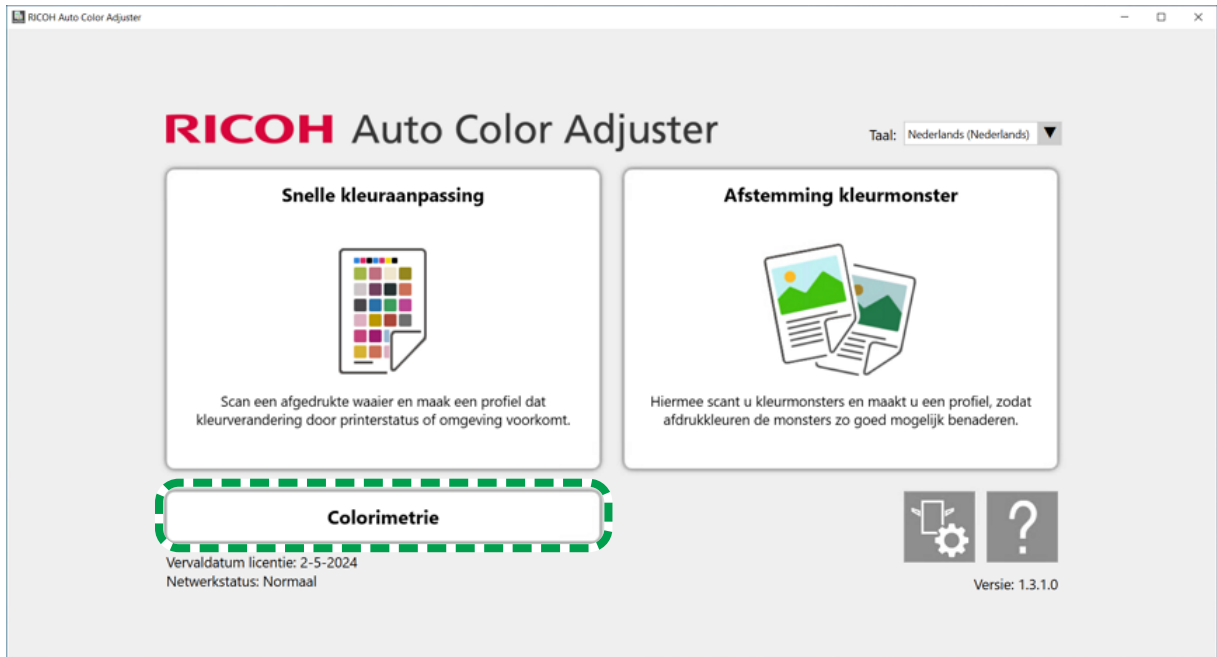 RICOH Auto Color Adjuster
RICOH Auto Color Adjuster
Taal: Nederlands (Nederlands)
Snelle kleuraanpassing
Scan een afgedrukte waaier en maak een profiel dat
kleurverandering door printerstatus of omgeving voorkomt.
Afstemming kleurmonster
Hiermee scant u kleurmonsters en maakt u een profiel, zodat
afdrukkleuren de monsters zo goed mogelijk benaderen.
Colorimetrie
Vervaldatum licentie: 2-5-2024
Netwerkstatus: Normaal
?
Versie: 1.3.1.0